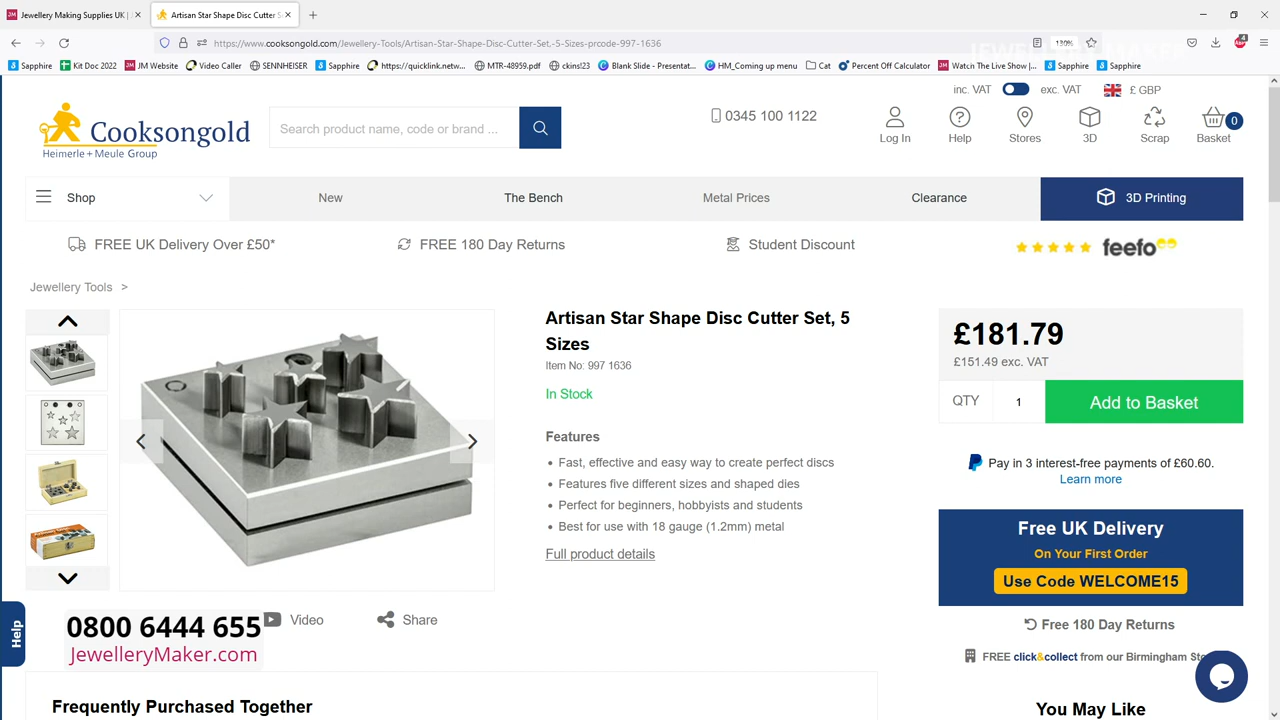 Jewellery Making Supplies UK |
Artisan Star Shape Disc Cutter S
https://www.cooksongold.com/Jewellery-Tools/Artisan-Star-Shape-Disc-Cutter-Set,-5-Sizes-prcode-997-1636
130%
JEWELLERY MAKER
Sapphire
Kit Doc 2022
JM Website
Video Caller
SENNHEISER
Sapphire
https://quicklink.netw...
MTR-48959.pdf
ckins!23
Blank Slide - Presentat...
HM_Coming up menu
Cat
Percent Off Calculator
Watch The Live Show |...
Sapphire
Sapphire
inc. VAT
exc. VAT
£ GBP
Cooksongold
Heimerle + Meule Group
Search product name, code or brand ...
0345 100 1122
Log In
Help
Stores
3D
Scrap
Basket
0
Shop
New
The Bench
Metal Prices
Clearance
3D Printing
FREE UK Delivery Over £50*
FREE 180 Day Returns
Student Discount
feefo
Jewellery Tools >
Artisan Star Shape Disc Cutter Set, 5
Sizes
Item No: 997 1636
In Stock
Features
• Fast, effective and easy way to create perfect discs
• Features five different sizes and shaped dies
• Perfect for beginners, hobbyists and students
• Best for use with 18 gauge (1.2mm) metal
Full product details
£181.79
£151.49 exc. VAT
QTY
1
Add to Basket
Pay in 3 interest-free payments of £60.60.
Learn more
Free UK Delivery
On Your First Order
Use Code WELCOME15
Free 180 Day Returns
FREE click&collect from our Birmingham Sto
Help
0800 6444 655
JewelleryMaker.com
Video
Share
Frequently Purchased Together
You May Like